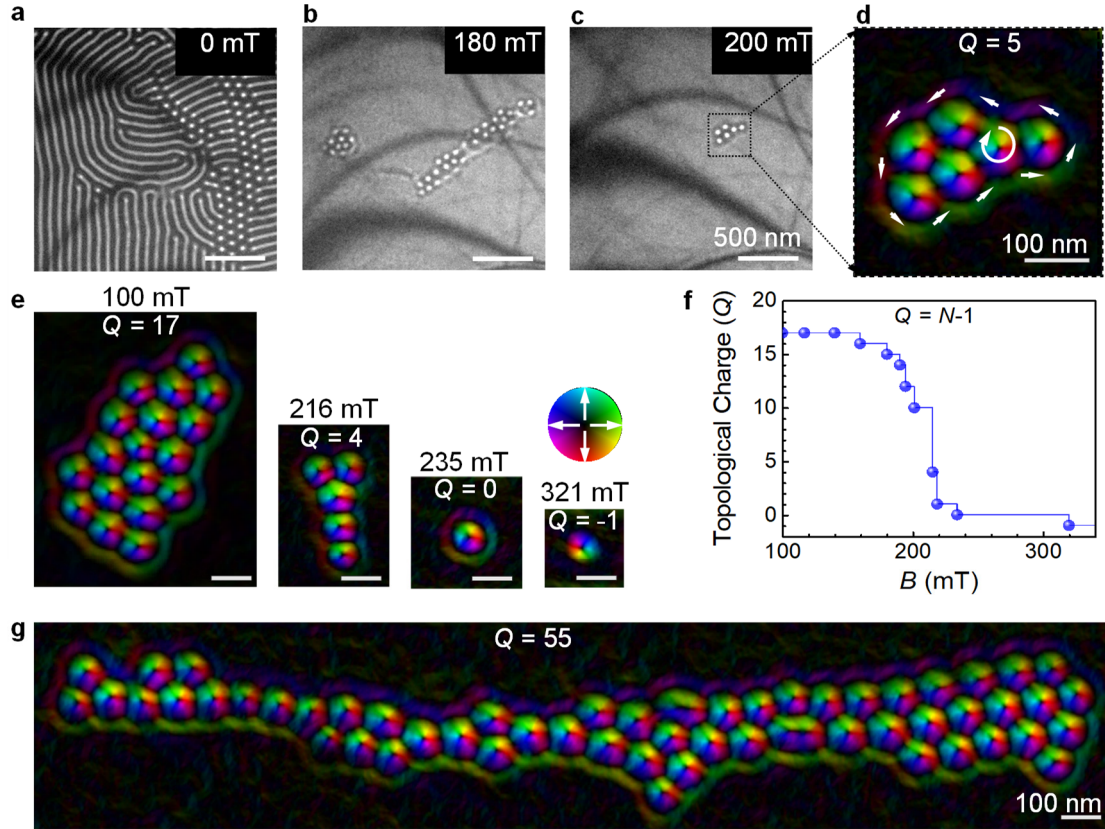 a
0 mT
b
180 mT
c
200 mT
500 nm
d
Q = 5
100 nm
e
100 mT
Q = 17
216 mT
Q = 4
235 mT
Q = 0
321 mT
Q = -1
f
Q = N-1
Topological Charge (Q)
20
15
10
5
0
100
200
300
B (mT)
g
Q = 55
100 nm